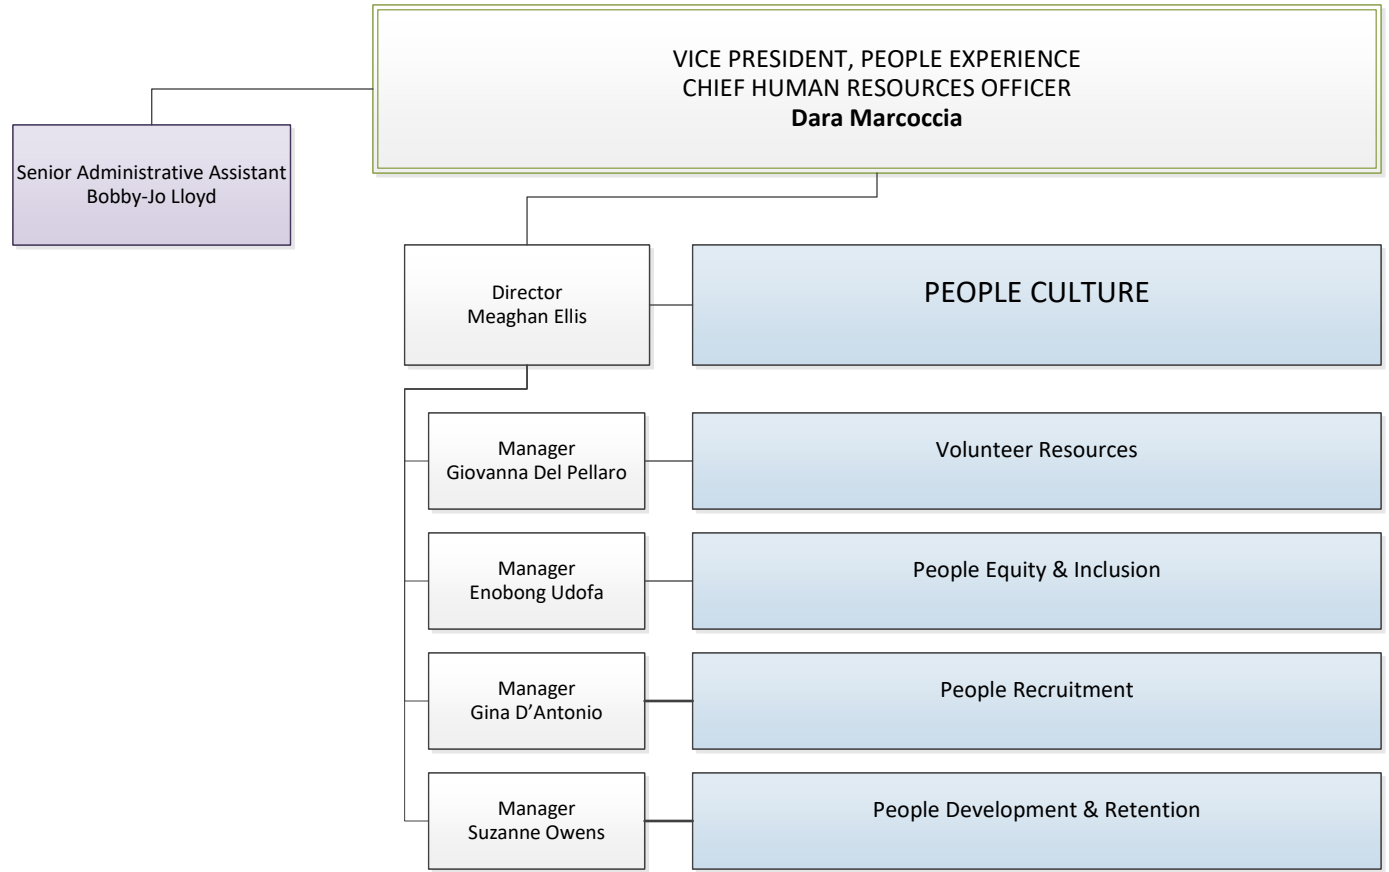 VICE PRESIDENT, PEOPLE EXPERIENCE
CHIEF HUMAN RESOURCES OFFICER
Dara Marcoccia
Senior Administrative Assistant
Bobby-Jo Lloyd
Director
Meaghan Ellis
PEOPLE CULTURE
Manager
Giovanna Del Pellaro
Volunteer Resources
Manager
Enobong Udofa
People Equity & Inclusion
Manager
Gina D’Antonio
People Recruitment
Manager
Suzanne Owens
People Development & Retention